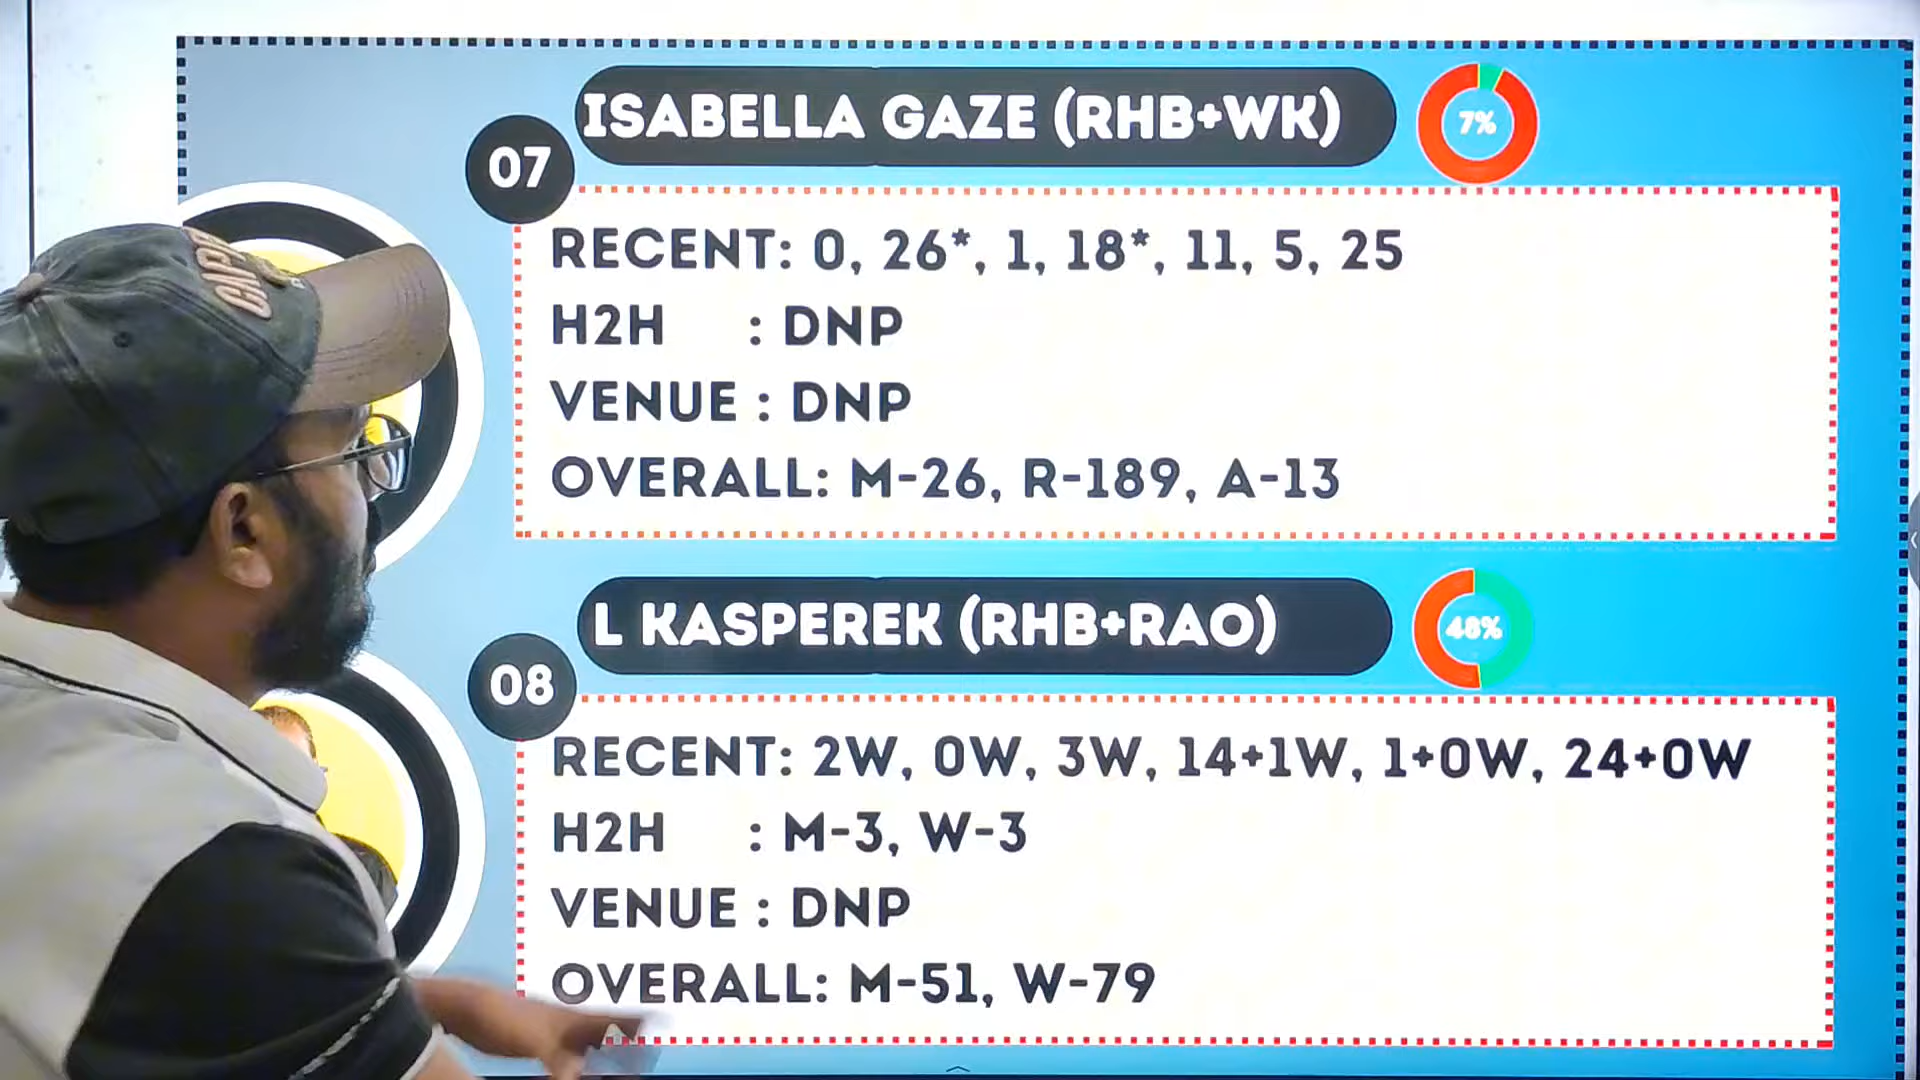 ISABELLA GAZE (RHB+WK)
7%
07
RECENT: 0, 26*, 1, 18*, 11, 5, 25
H2H : DNP
VENUE : DNP
OVERALL: M-26, R-189, A-13
L KASPEREK (RHB+RAO)
48%
08
RECENT: 2W, 0W, 3W, 14+1W, 1+0W, 24+0W
H2H : M-3, W-3
VENUE : DNP
OVERALL: M-51, W-79